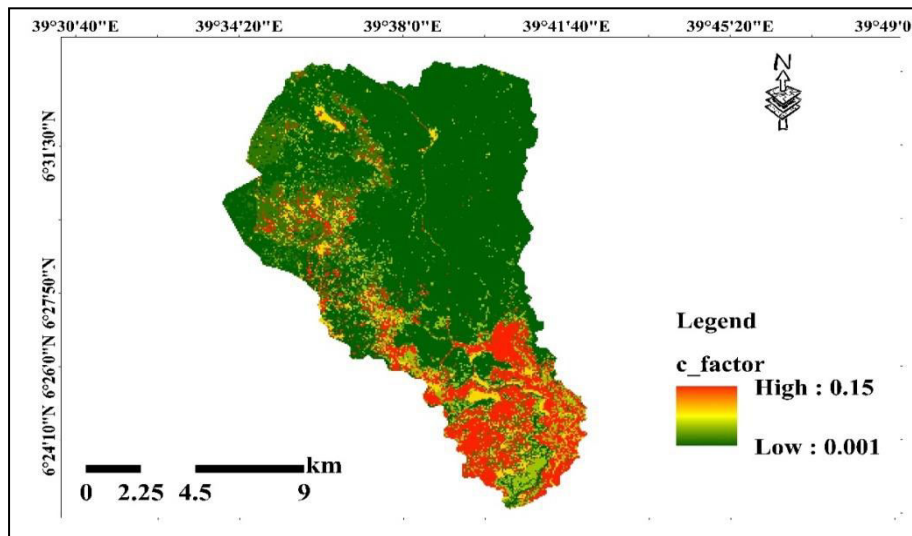 39°30'40"E 39°34'20"E 39°38'0"E 39°41'40"E 39°45'20"E 39°49'0
N
6°31'30"N
6°27'50"N
6°26'0"N
6°24'10"N
Legend
c_factor
High : 0.15
Low : 0.001
km
0 2.25 4.5 9